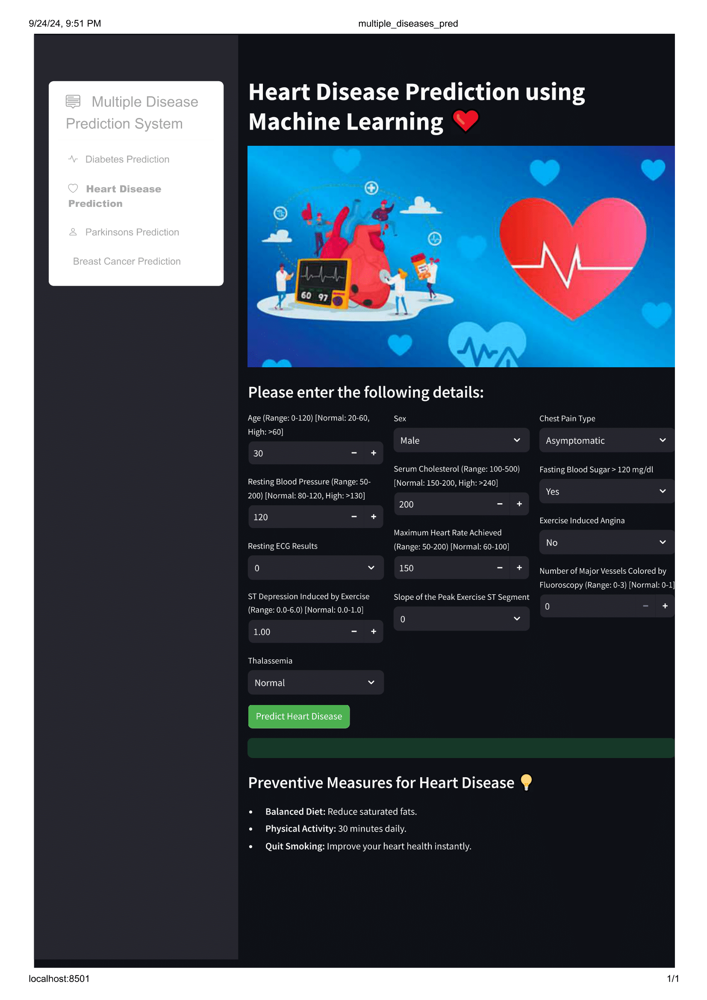 9/24/24, 9:51 PM
multiple_diseases_pred
Multiple Disease
Prediction System
Diabetes Prediction
Heart Disease
Prediction
Parkinsons Prediction
Breast Cancer Prediction
Heart Disease Prediction using
Machine Learning
60 97
Please enter the following details:
Age (Range: 0-120) [Normal: 20-60,
High: >60]
30
Resting Blood Pressure (Range: 50-
200) [Normal: 80-120, High: >130]
120
Resting ECG Results
0
ST Depression Induced by Exercise
(Range: 0.0-6.0) [Normal: 0.0-1.0]
1.00
Thalassemia
Normal
Sex
Male
Serum Cholesterol (Range: 100-500)
[Normal: 150-200, High: >240]
200
Maximum Heart Rate Achieved
(Range: 50-200) [Normal: 60-100]
150
Slope of the Peak Exercise ST Segment
0
Chest Pain Type
Asymptomatic
Fasting Blood Sugar > 120 mg/dl
Yes
Exercise Induced Angina
No
Number of Major Vessels Colored by
Fluoroscopy (Range: 0-3) [Normal: 0-1]
0
Predict Heart Disease
Preventive Measures for Heart Disease
• Balanced Diet: Reduce saturated fats.
• Physical Activity: 30 minutes daily.
• Quit Smoking: Improve your heart health instantly.
localhost:8501
1/1